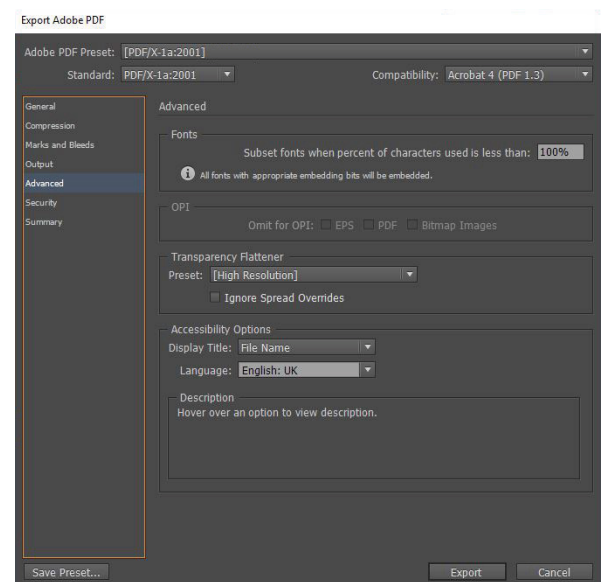 Export Adobe PDF
Adobe PDF Preset: [PDF/X-1a:2001]
Standard: PDF/X-1a:2001 Compatibility: Acrobat 4 (PDF 1.3)
General
Compression
Marks and Bleeds
Output
Advanced
Security
Summary
Advanced
Fonts
Subset fonts when percent of characters used is less than: 100%
All fonts with appropriate embedding bits will be embedded.
OPI
Omit for OPI: EPS PDF Bitmap Images
Transparency Flattener
Preset: [High Resolution]
Ignore Spread Overrides
Accessibility Options
Display Title: File Name
Language: English: UK
Description
Hover over an option to view description.
Save Preset... Export Cancel